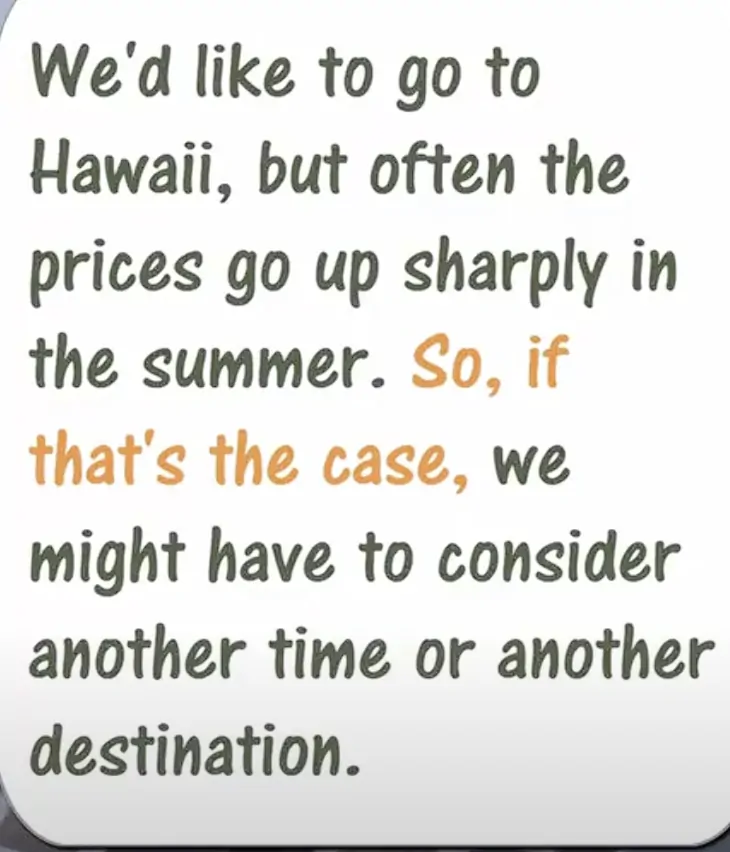 We'd like to go to
Hawaii, but often the
prices go up sharply in
the summer. So, if
that's the case, we
might have to consider
another time or another
destination.